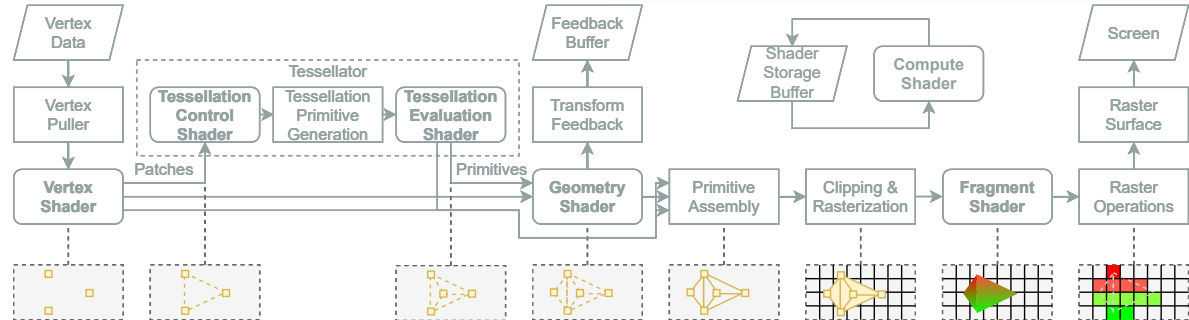 Vertex
Data
Feedback
Buffer
Shader
Storage
Buffer
Compute
Shader
Screen
Tessellator
Vertex
Puller
Tessellation
Control
Shader
Tessellation
Primitive
Generation
Tessellation
Evaluation
Shader
Transform
Feedback
Raster
Surface
Patches
Primitives
Vertex
Shader
Geometry
Shader
Primitive
Assembly
Clipping &
Rasterization
Fragment
Shader
Raster
Operations